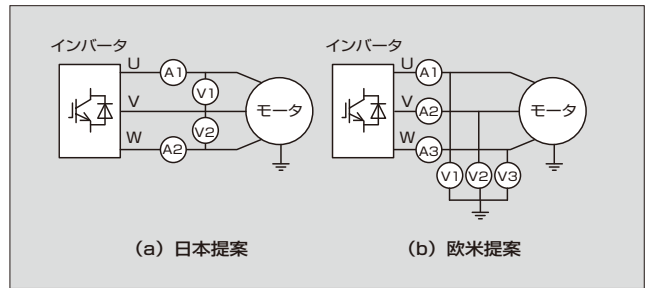 インバータ
U
A1
V1
V
モータ
V2
W
A2
(a) 日本提案
インバータ
U
A1
V
A2
モータ
W
A3
V1 V2 V3
(b) 欧米提案